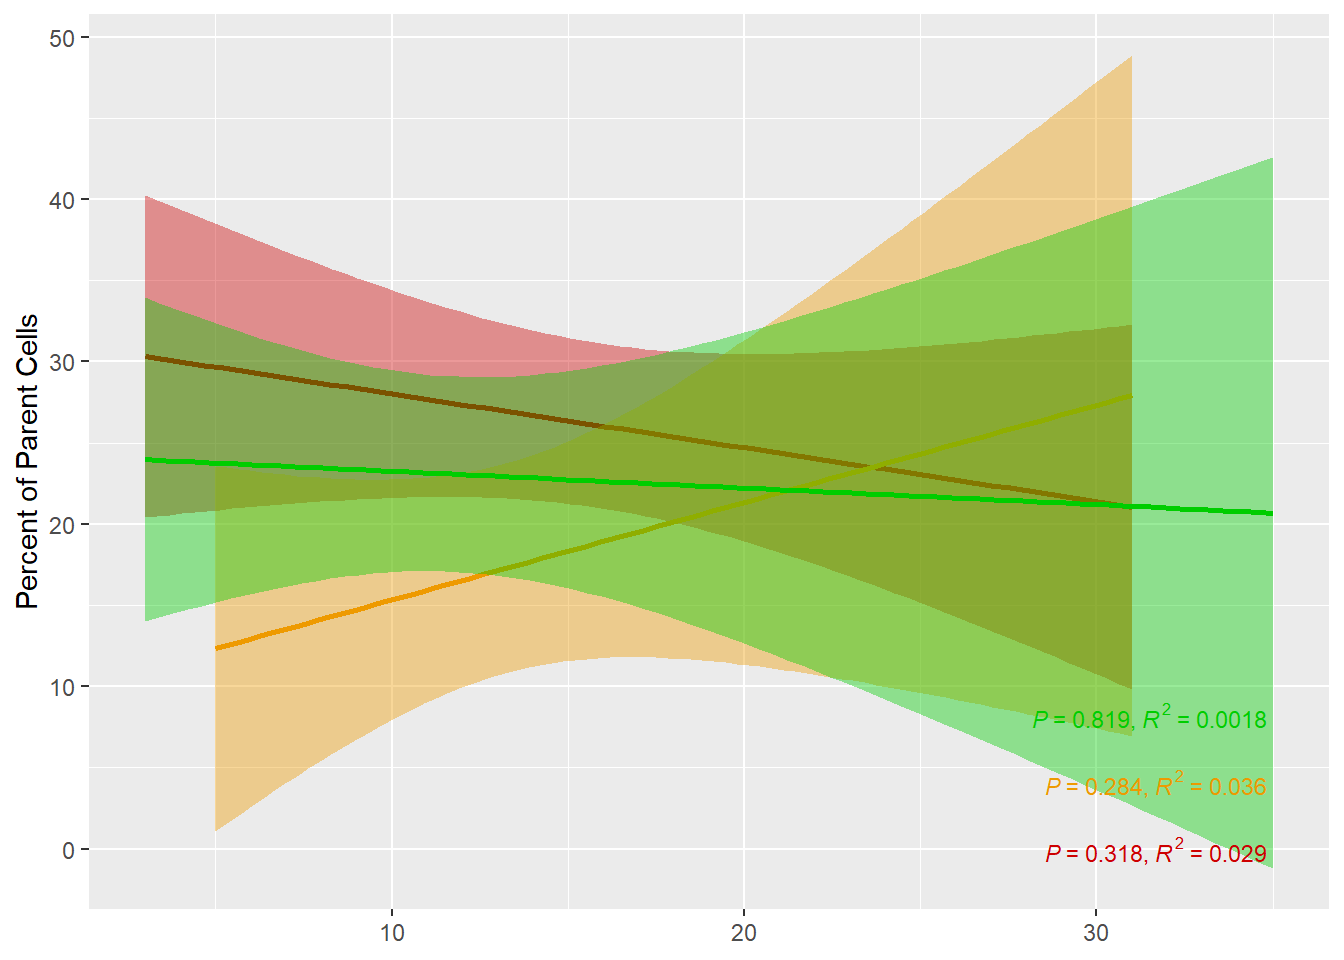 50
40
30
20
10
0
Percent of Parent Cells
P = 0.819, R² = 0.0018
P = 0.284, R² = 0.036
P = 0.318, R² = 0.029
10 20 30